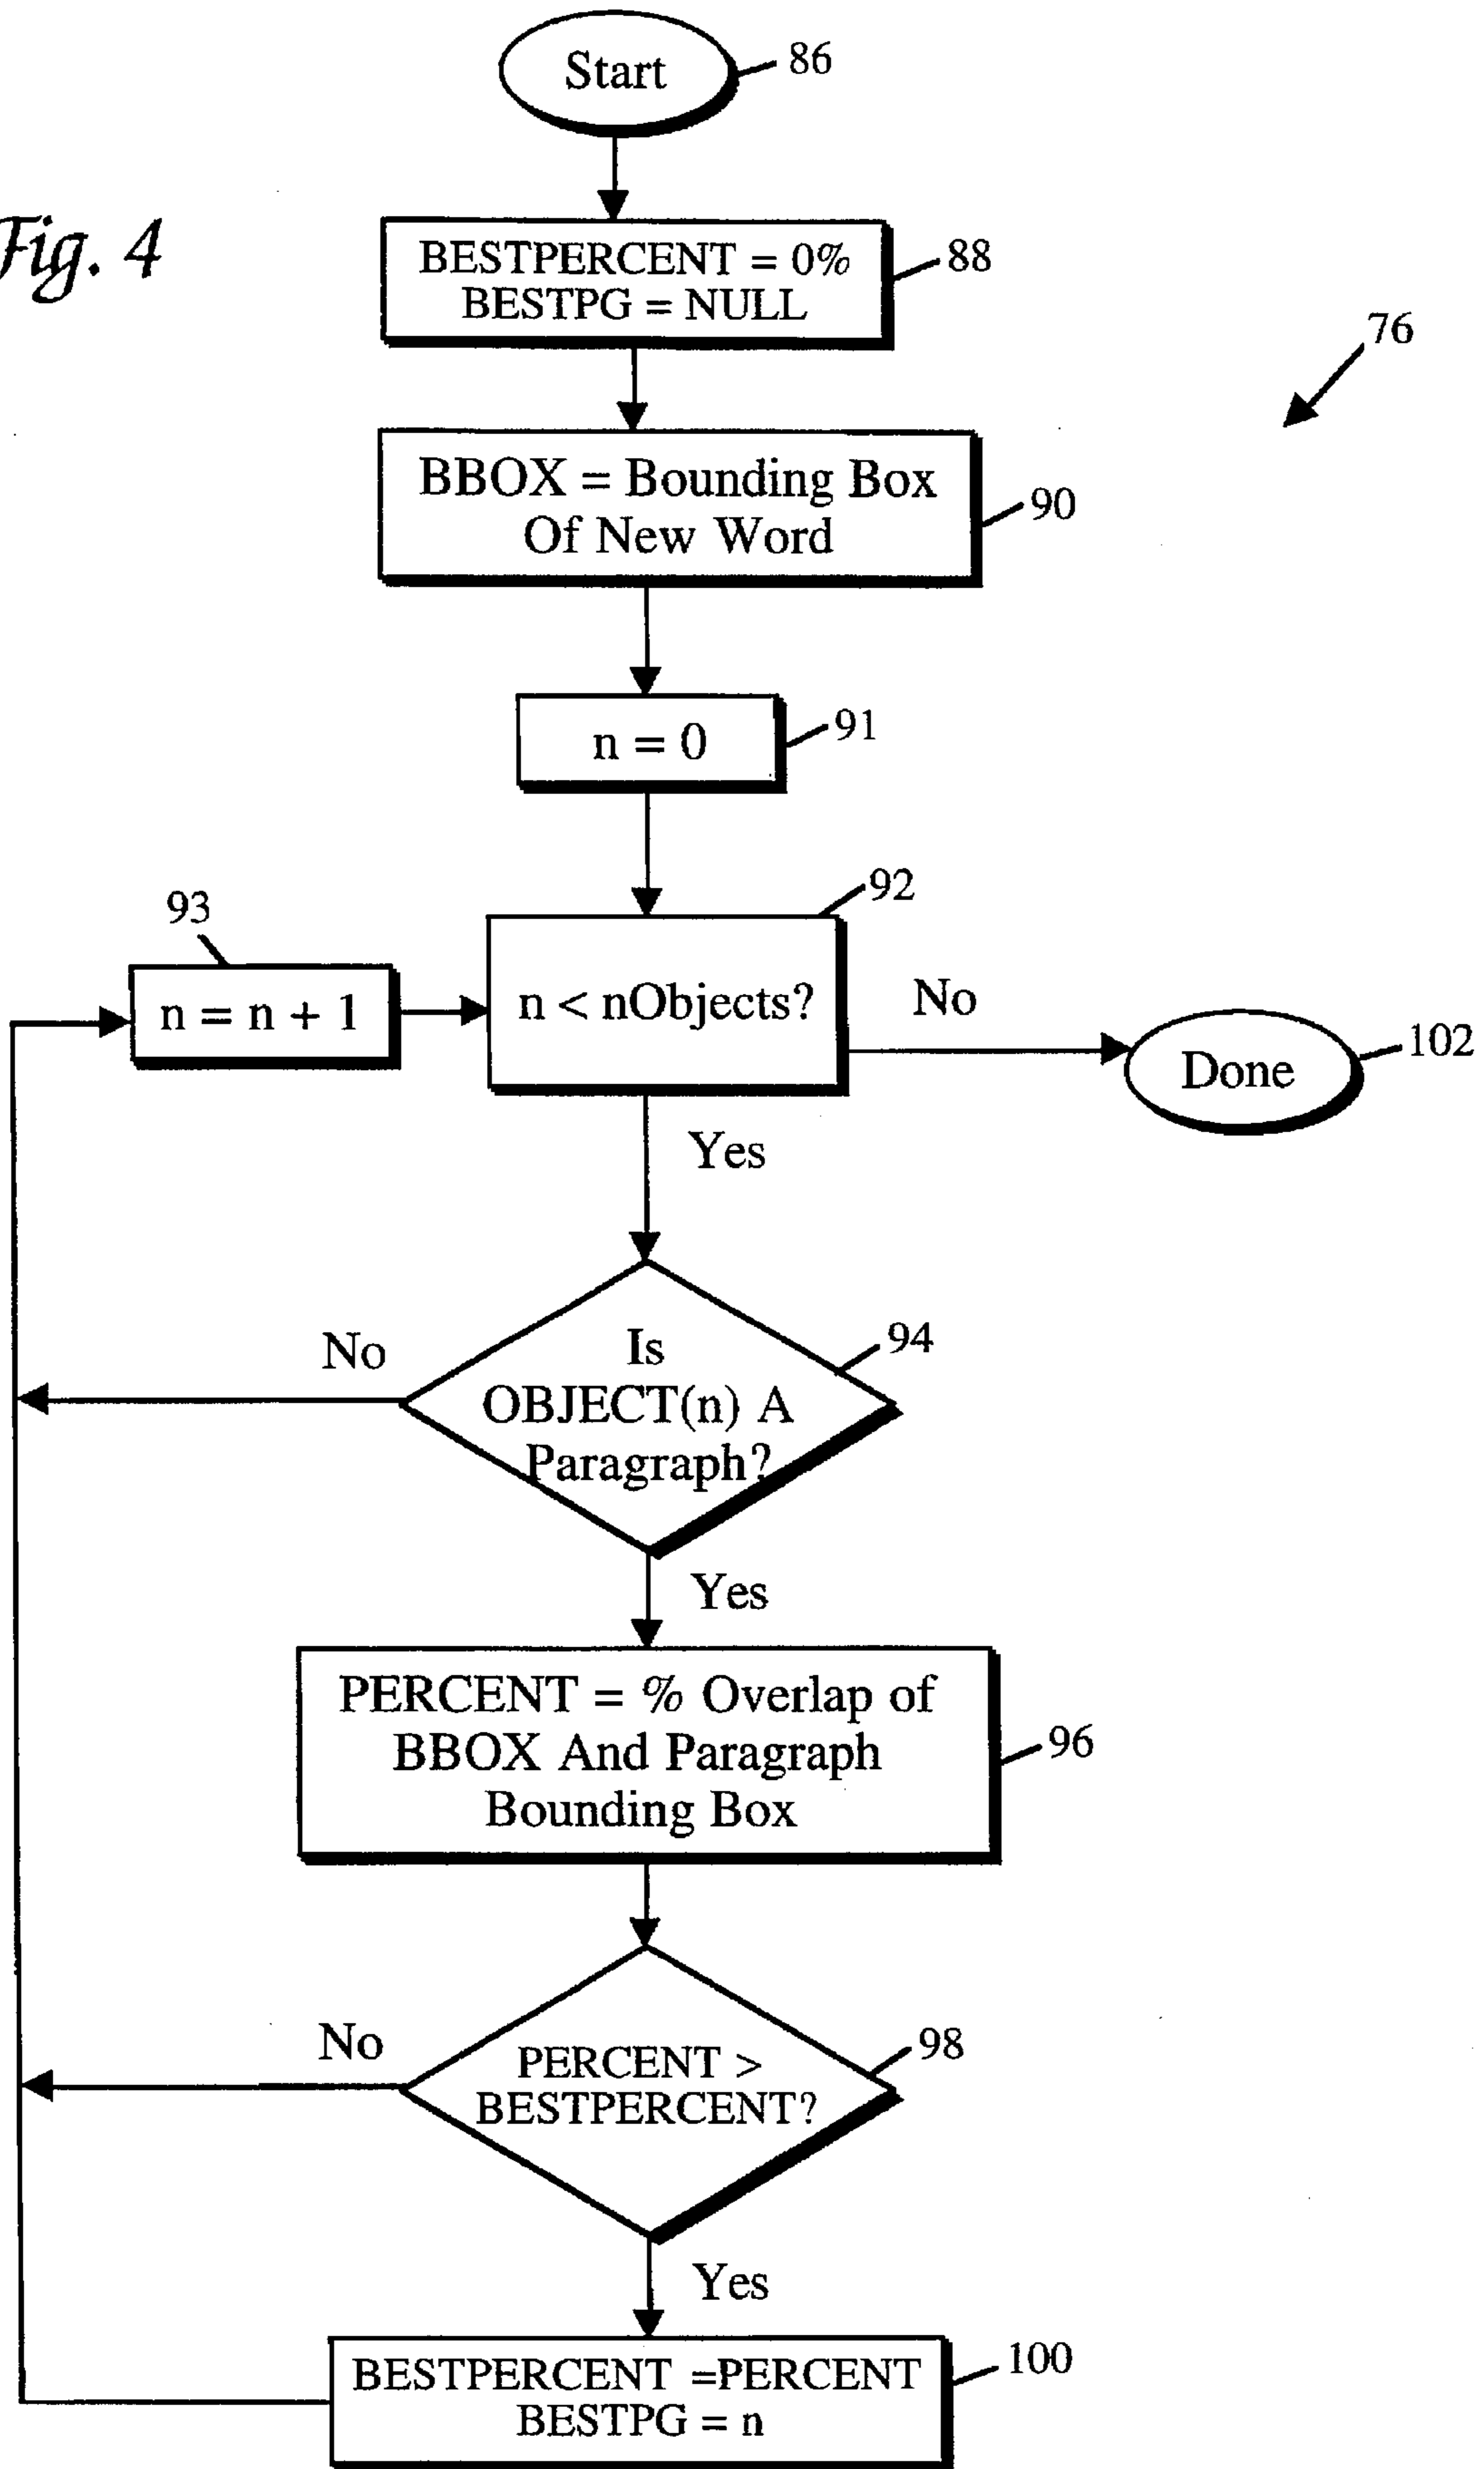 Start
86
Fig. 4
BESTPERCENT = 0%
BESTPG = NULL
88
76
BBOX = Bounding Box
Of New Word
90
n = 0
91
92
93
n < nObjects?
n = n + 1
No
Done
102
Yes
94
No
Is
OBJECT(n) A
Paragraph?
Yes
PERCENT = % Overlap of
BBOX And Paragraph
Bounding Box
96
No
98
PERCENT >
BESTPERCENT?
Yes
100
BESTPERCENT =PERCENT
BESTPG = n